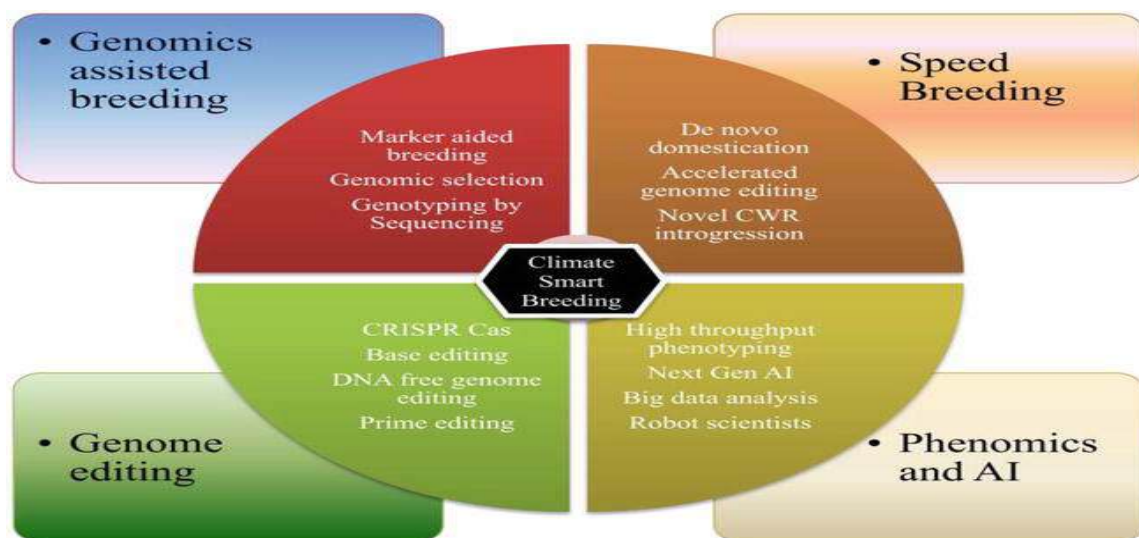 • Genomics
assisted
breeding
Marker aided
breeding
Genomic selection
Genotyping by
Sequencing
• Speed
Breeding
De novo
domestication
Accelerated
genome editing
Novel CWR
introgression
Climate
Smart
Breeding
• Genome
editing
CRISPR Cas
Base editing
DNA free genome
editing
Prime editing
High throughput
phenotyping
Next Gen AI
Big data analysis
Robot scientists
• Phenomics
and AI